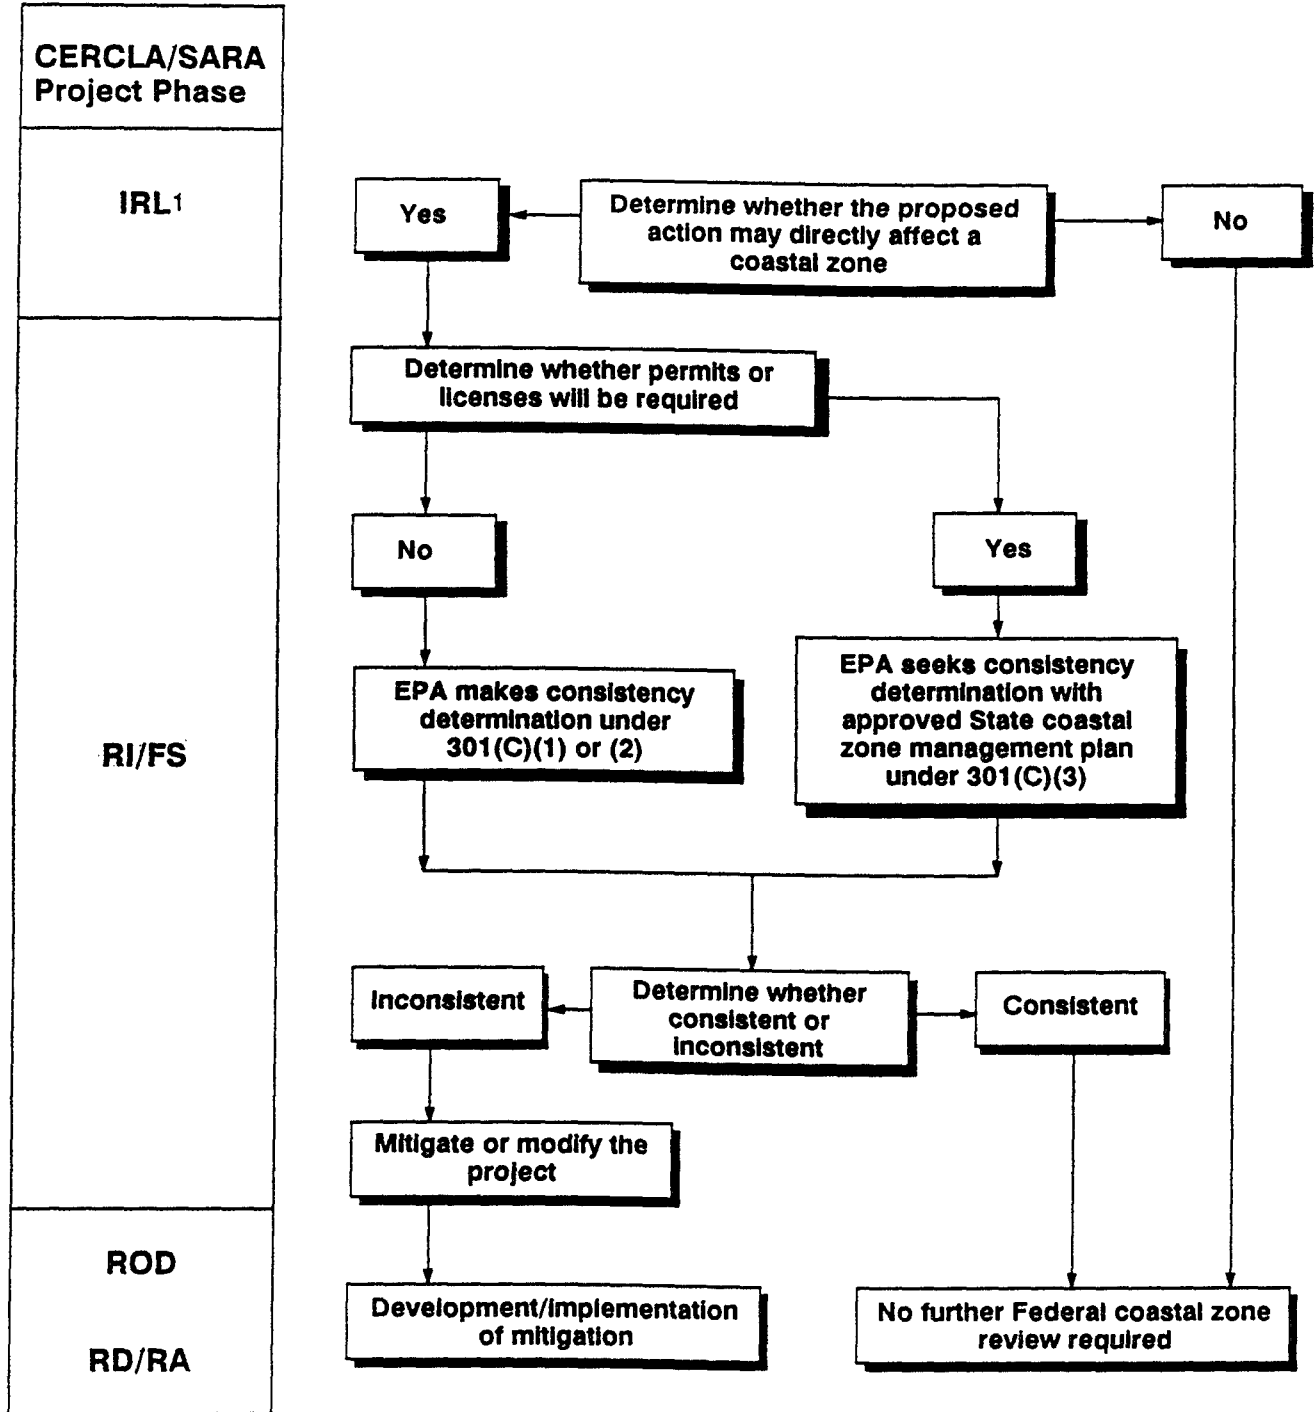 CERCLA/SARA
Project Phase
IRL1
Yes
Determine whether the proposed
action may directly affect a
coastal zone
No
Determine whether permits or
licenses will be required
No
Yes
RI/FS
EPA makes consistency
determination under
301(C)(1) or (2)
EPA seeks consistency
determination with
approved State coastal
zone management plan
under 301(C)(3)
Inconsistent
Determine whether
consistent or
inconsistent
Consistent
Mitigate or modify the
project
ROD
RD/RA
Development/Implementation
of mitigation
No further Federal coastal zone
review required